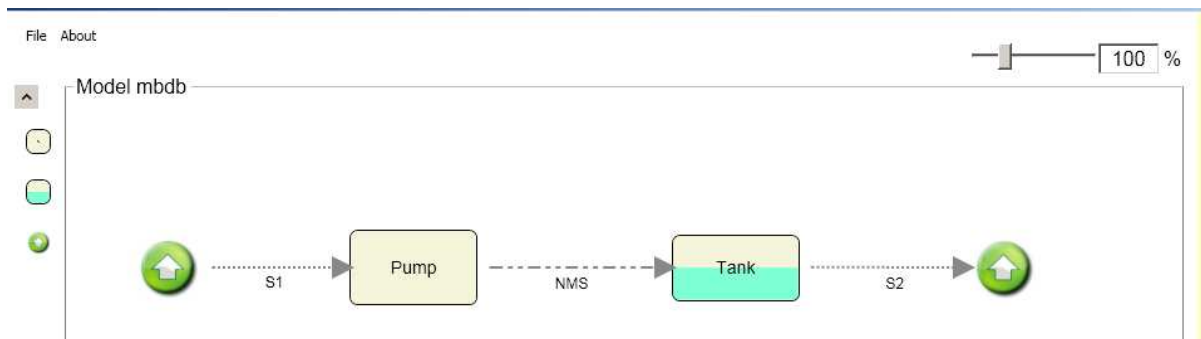 File About
100 %
Model mbdb
Pump
Tank
S1
NMS
S2